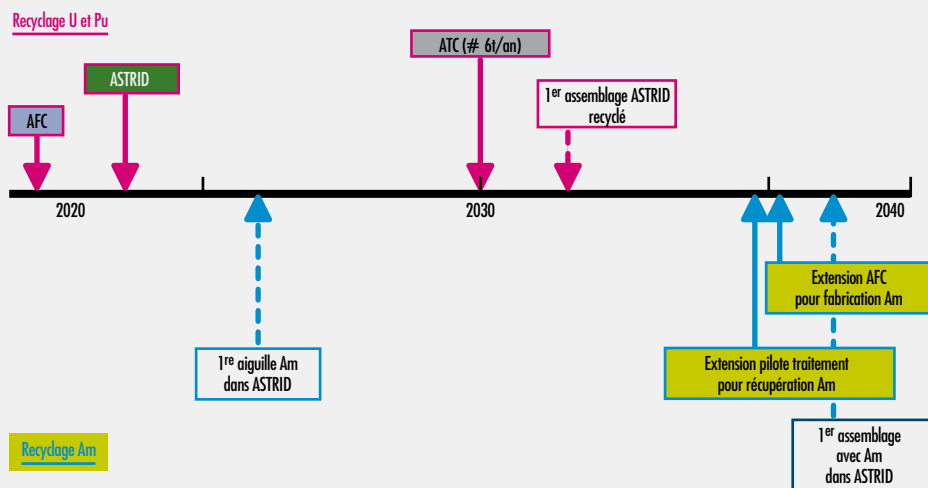 Recyclage U et Pu
ATC (# 6t/an)
ASTRID
1er assemblage ASTRID
recyclé
AFC
2020
2030
2040
Extension AFC
pour fabrication Am
1re aiguille Am
dans ASTRID
Extension pilote traitement
pour récupération Am
Recyclage Am
1er assemblage
avec Am
dans ASTRID